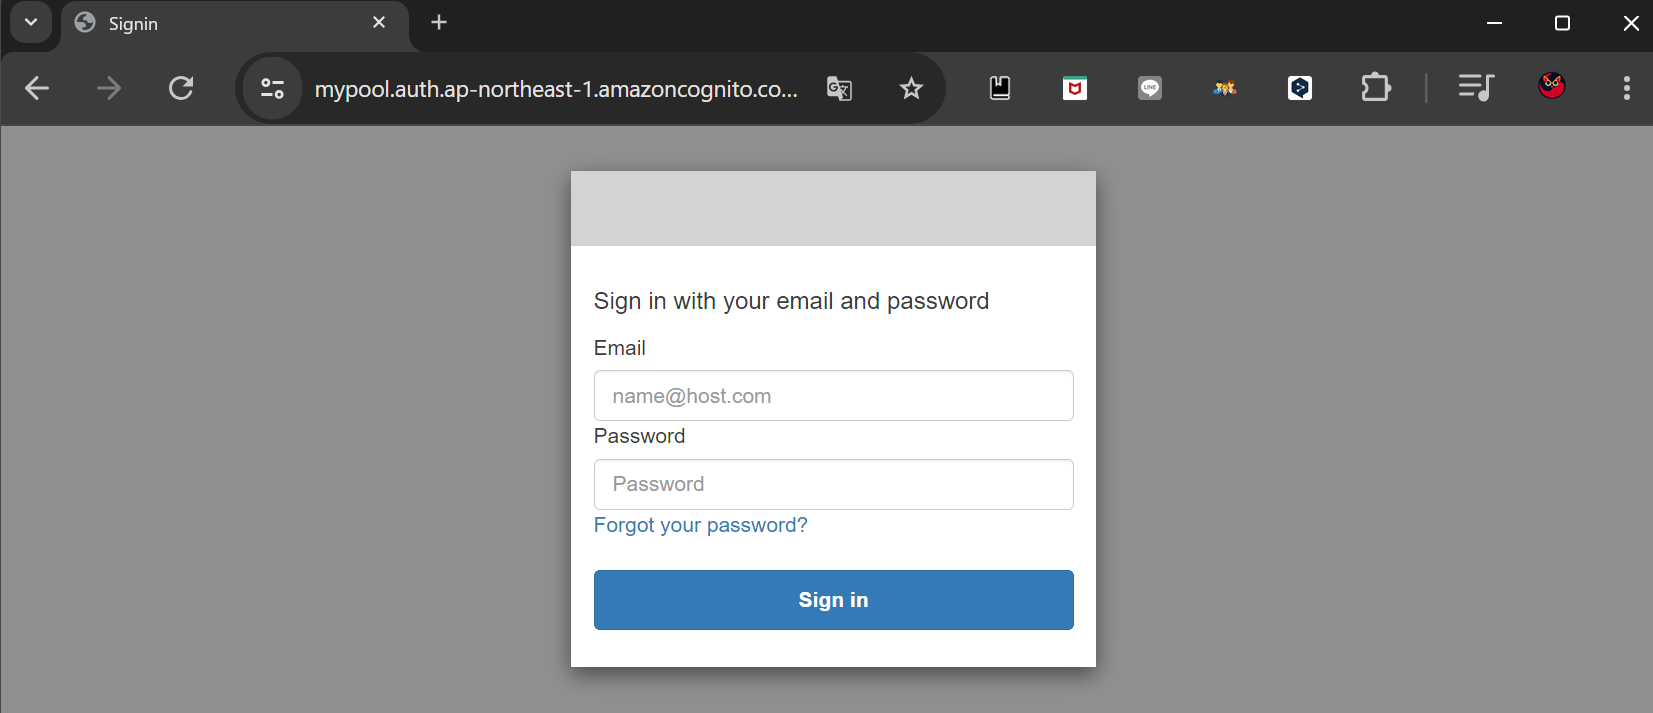 Signin
mypool.auth.ap-northeast-1.amazoncognito.co...
G
LINE
Sign in with your email and password
Email
name@host.com
Password
Password
Forgot your password?
Sign in